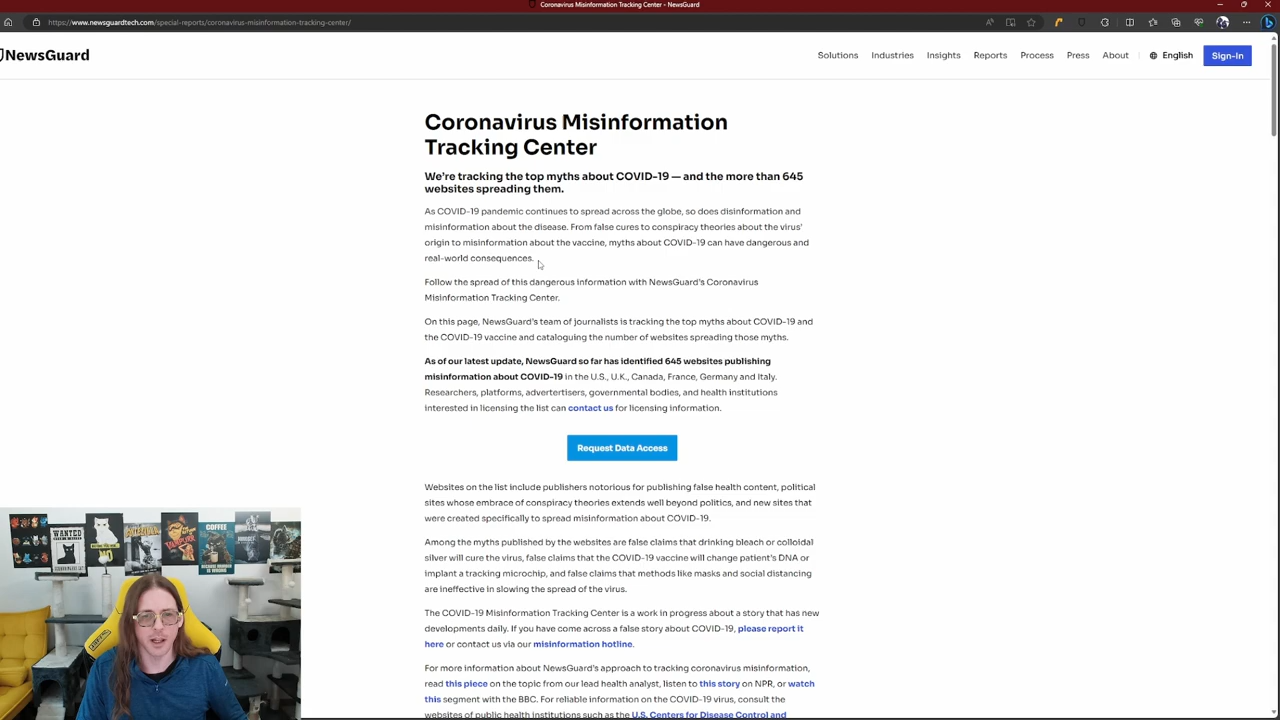 Coronavirus Misinformation Tracking Center - NewsGuard
https://www.newsguardtech.com/special-reports/coronavirus-misinformation-tracking-center/
NewsGuard
Solutions Industries Insights Reports Process Press About English Sign-In
Coronavirus Misinformation
Tracking Center
We're tracking the top myths about COVID-19 — and the more than 645
websites spreading them.
As COVID-19 pandemic continues to spread across the globe, so does disinformation and
misinformation about the disease. From false cures to conspiracy theories about the virus'
origin to misinformation about the vaccine, myths about COVID-19 can have dangerous and
real-world consequences.
Follow the spread of this dangerous information with NewsGuard's Coronavirus
Misinformation Tracking Center.
On this page, NewsGuard's team of journalists is tracking the top myths about COVID-19 and
the COVID-19 vaccine and cataloguing the number of websites spreading those myths.
As of our latest update, NewsGuard so far has identified 645 websites publishing
misinformation about COVID-19 in the U.S., U.K., Canada, France, Germany and Italy.
Researchers, platforms, advertertisers, governmental bodies, and health institutions
interested in licensing the list can contact us for licensing information.
Request Data Access
Websites on the list include publishers notorious for publishing false health content, political
sites whose embrace of conspiracy theories extends well beyond politics, and new sites that
were created specifically to spread misinformation about COVID-19.
Among the myths published by the websites are false claims that drinking bleach or colloidal
silver will cure the virus, false claims that the COVID-19 vaccine will change patient's DNA or
implant a tracking microchip, and false claims that methods like masks and social distancing
are ineffective in slowing the spread of the virus.
The COVID-19 Misinformation Tracking Center is a work in progress about a story that has new
developments daily. If you have come across a false story about COVID-19, please report it
here or contact us via our misinformation hotline.
For more information about NewsGuard's approach to tracking coronavirus misinformation,
read this piece on the topic from our lead health analyst, listen to this story on NPR, or watch
this segment with the BBC. For reliable information on the COVID-19 virus, consult the
websites of public health institutions such as the U.S. Centers for Disease Control and
WANTED
COFFEE